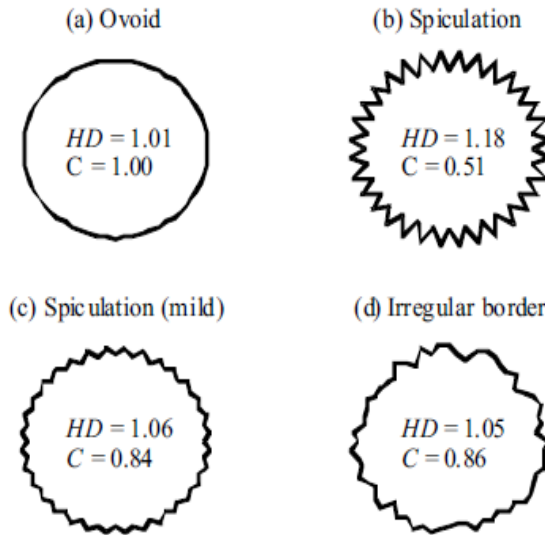 (a) Ovoid
(b) Spiculation
HD = 1.01
C = 1.00
HD = 1.18
C = 0.51
(c) Spiculation (mild)
(d) Irregular border
HD = 1.06
C = 0.84
HD = 1.05
C = 0.86